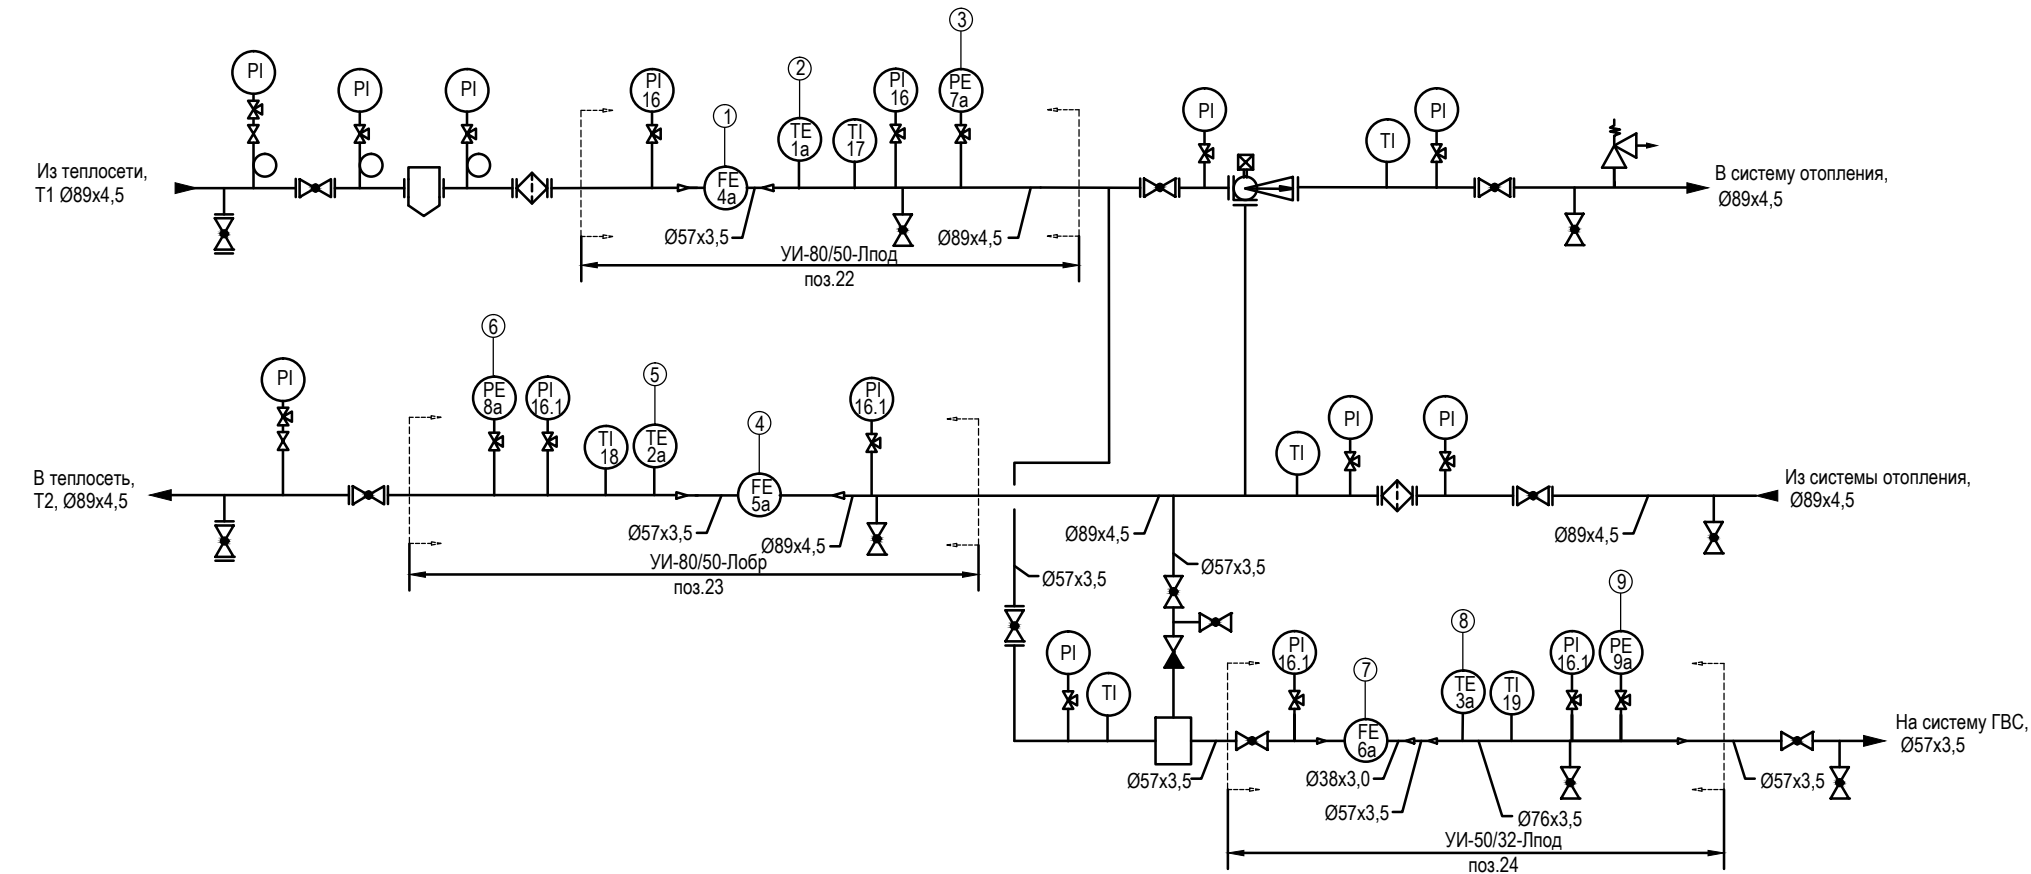 3
2
1
PI
PI
PI
PI
16
PI
16
PE
7a
PI
PI
TE
1a
TI
17
TI
Из теплосети,
Т1 Ø89x4,5
FE
4a
В систему отопления,
Ø89x4,5
Ø57x3,5
Ø89x4,5
УИ-80/50-Lпод
поз.22
6
5
4
PI
PE
8a
PI
16.1
TI
18
TE
2a
PI
16.1
PI
PI
TI
В теплосеть,
Т2, Ø89x4,5
FE
5a
Из системы отопления,
Ø89x4,5
Ø57x3,5
Ø89x4,5
Ø89x4,5
Ø89x4,5
УИ-80/50-Lобр
поз.23
Ø57x3,5
Ø57x3,5
9
8
7
PI
TI
PI
16.1
TE
3a
TI
19
PI
16.1
PE
9a
FE
6a
На систему ГВС,
Ø57x3,5
Ø57x3,5
Ø38x3,0
Ø57x3,5
Ø57x3,5
Ø76x3,5
УИ-50/32-Lпод
поз.24